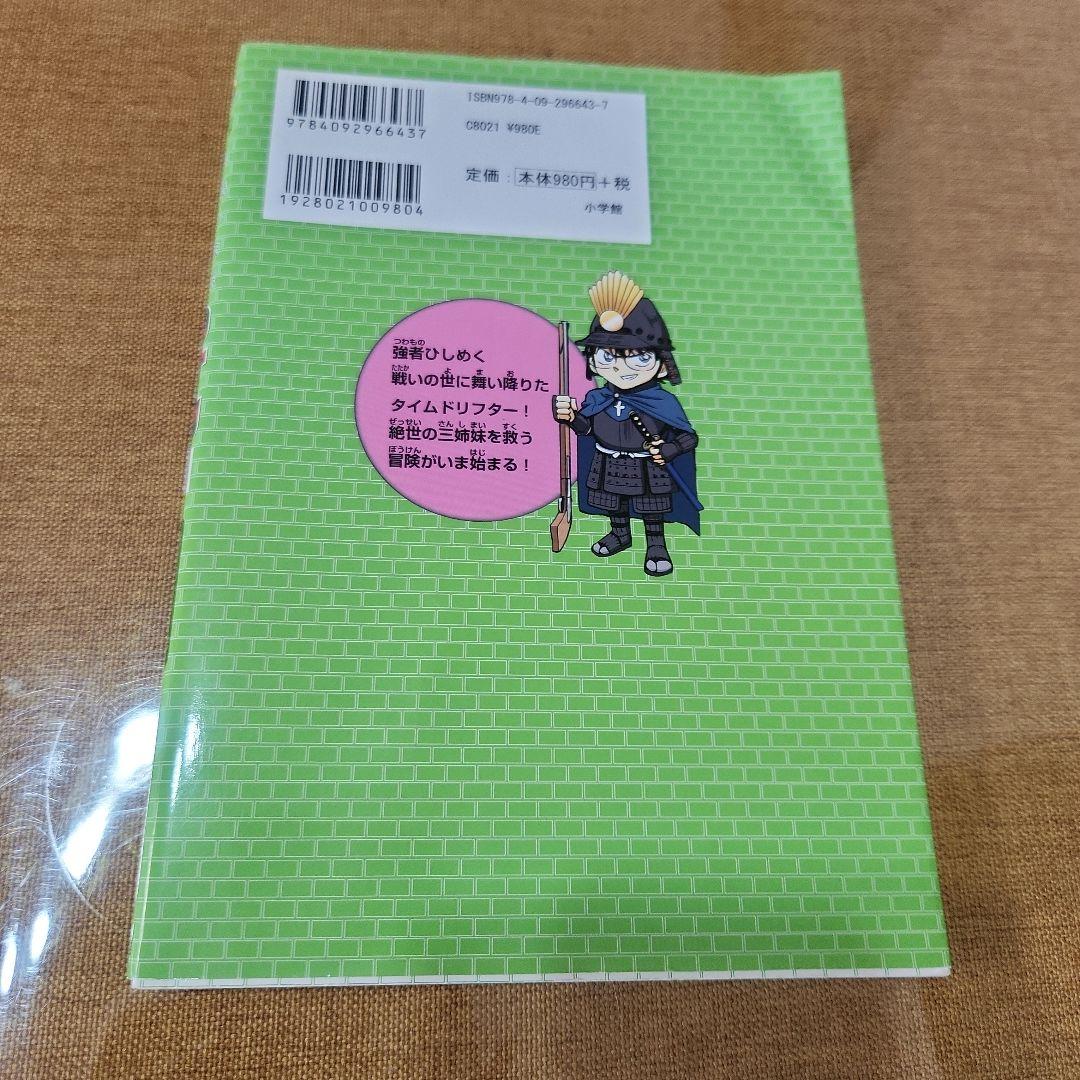 ISBN978-4-09-296643-7
9784092966437
C8021 ¥980E
定価：本体980円＋税
1928021009804
小学館
つわもの
強者ひしめく
たたか よ ま お
戦いの世に舞い降りた
タイムドリフター！
ぜっせい さんしまい すく
絶世の三姉妹を救う
ぼうけん はじ
冒険がいま始まる！